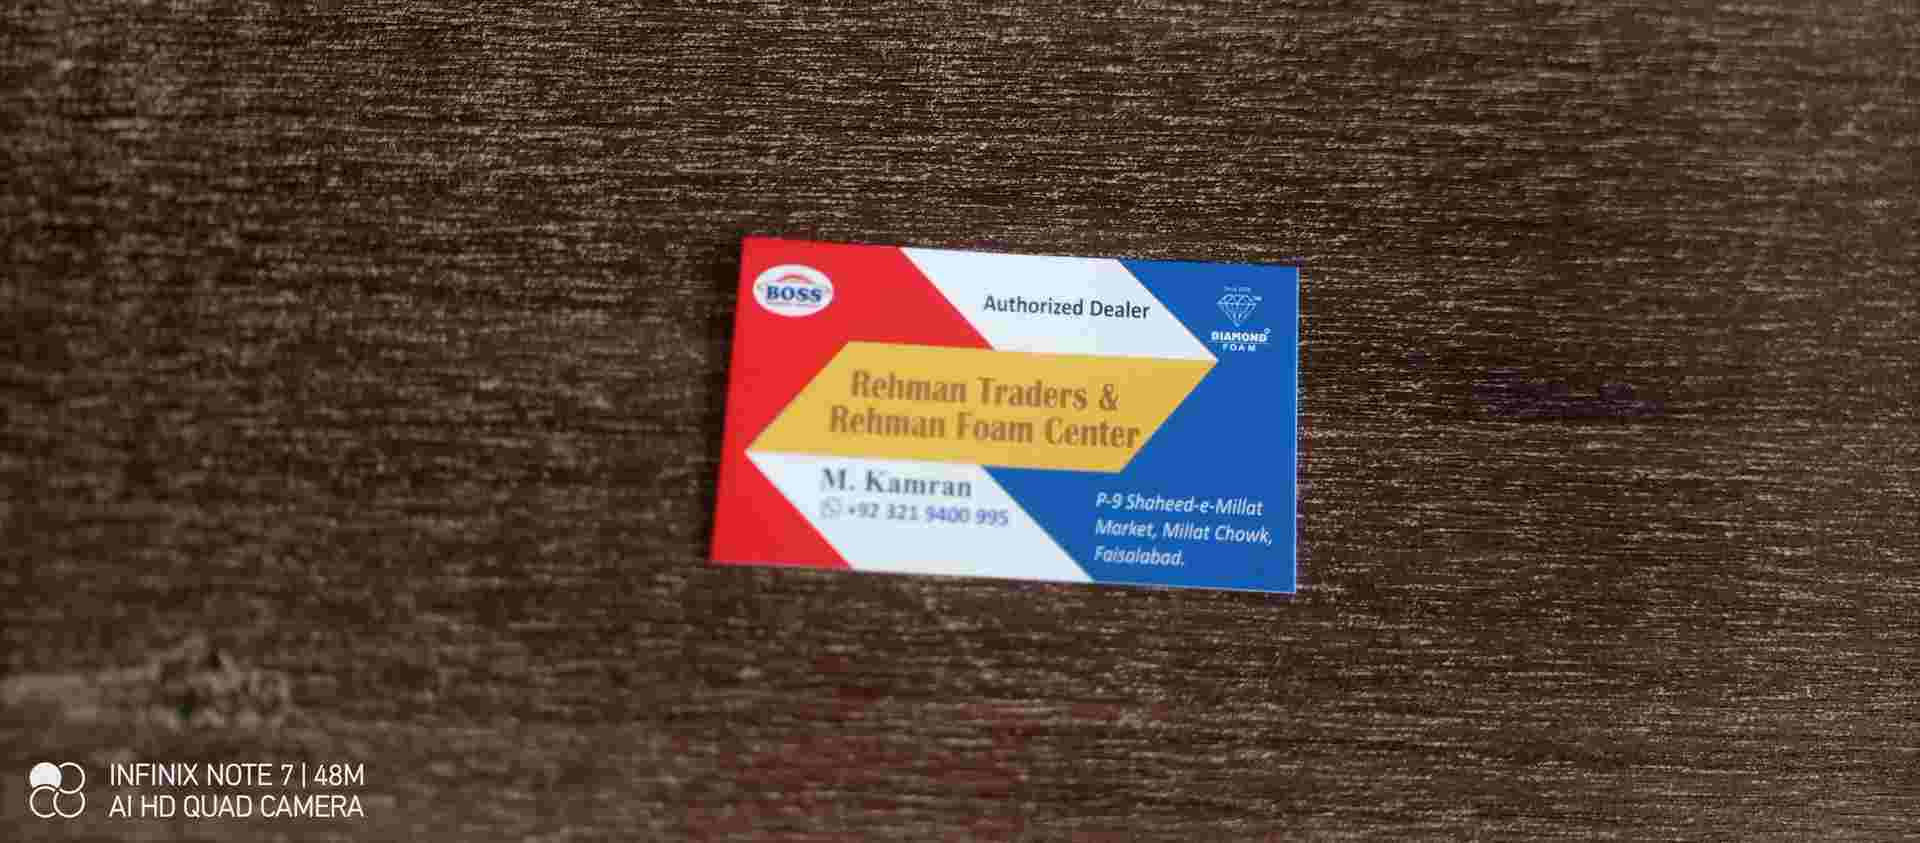 BOSS
Authorized Dealer
DIAMOND
FOAM
Rehman Traders &
Rehman Foam Center
M. Kamran
+92 321 9400 995
P-9 Shaheed-e-Millat
Market, Millat Chowk,
Faisalabad.
INFINIX NOTE 7 | 48M
AI HD QUAD CAMERA